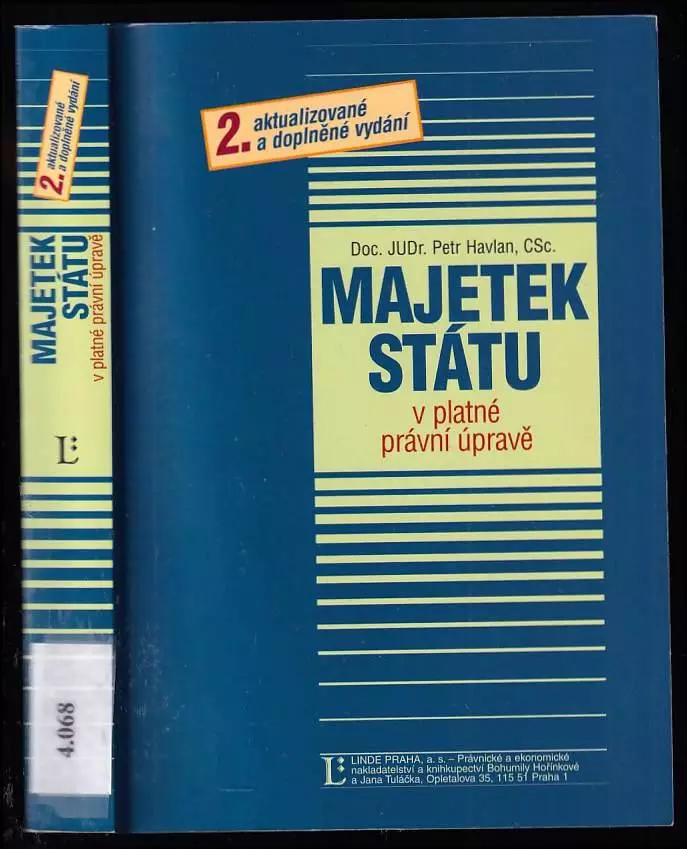 2. aktualizované
a doplněné vydání
MAJETEK
STÁTU
v platné právní úpravě
L
4.068
2. aktualizované
a doplněné vydání
Doc. JUDr. Petr Havlan, CSc.
MAJETEK
STÁTU
v platné
právní úpravě
L
LINDE PRAHA, a. s. – Právnické a ekonomické
nakladatelství a knihkupectví Bohumily Hořínkové
a Jana Tuláčka, Opletalova 35, 115 51 Praha 1